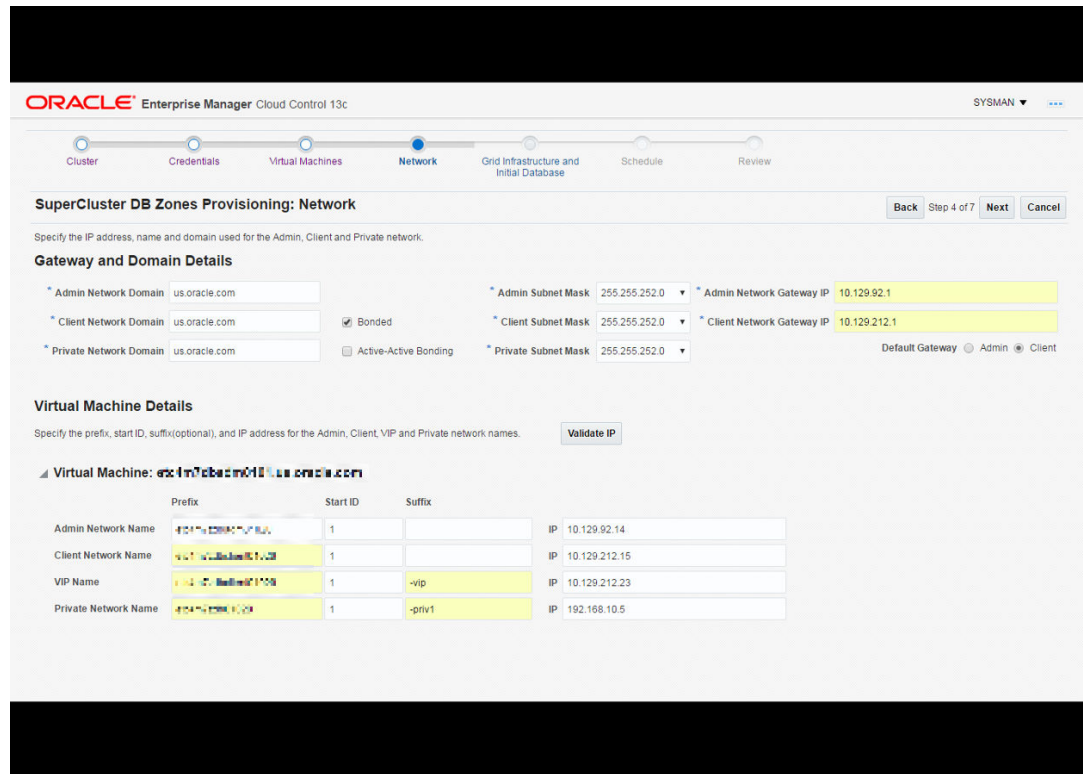 ORACLE Enterprise Manager Cloud Control 13c SYSMAN
Cluster Credentials Virtual Machines Network Grid Infrastructure and Initial Database Schedule Review
SuperCluster DB Zones Provisioning: Network Back Step 4 of 7 Next Cancel
Specify the IP address, name and domain used for the Admin, Client and Private network.
Gateway and Domain Details
* Admin Network Domain us.oracle.com * Admin Subnet Mask 255.255.252.0 * Admin Network Gateway IP 10.129.92.1
* Client Network Domain us.oracle.com Bonded * Client Subnet Mask 255.255.252.0 * Client Network Gateway IP 10.129.212.1
* Private Network Domain us.oracle.com Active-Active Bonding * Private Subnet Mask 255.255.252.0 Default Gateway Admin Client
Virtual Machine Details
Specify the prefix, start ID, suffix(optional), and IP address for the Admin, Client, VIP and Private network names. Validate IP
Virtual Machine:
Prefix Start ID Suffix
Admin Network Name 1 IP 10.129.92.14
Client Network Name 1 IP 10.129.212.15
VIP Name 1 -vip IP 10.129.212.23
Private Network Name 1 -priv1 IP 192.168.10.5